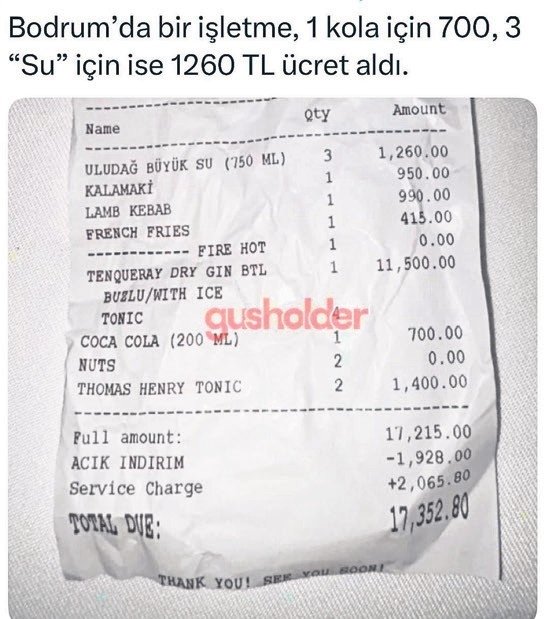 Bodrum’da bir işletme, 1 kola için 700, 3
“Su” için ise 1260 TL ücret aldı.
Name Qty Amount
ULUDAĞ BÜYÜK SU (750 ML) 3 1,260.00
KALAMAKİ 1 950.00
LAMB KEBAB 1 990.00
FRENCH FRIES 1 415.00
------------ FIRE HOT 1 0.00
TENQUERAY DRY GIN BTL 1 11,500.00
BUZLU/WITH ICE
TONIC
gusholder
COCA COLA (200 ML) 1 700.00
NUTS 2 0.00
THOMAS HENRY TONIC 2 1,400.00
Full amount: 17,215.00
ACIK INDIRIM -1,928.00
Service Charge +2,065.80
TOTAL DUE: 17,352.80
THANK YOU! SEE YOU SOON!